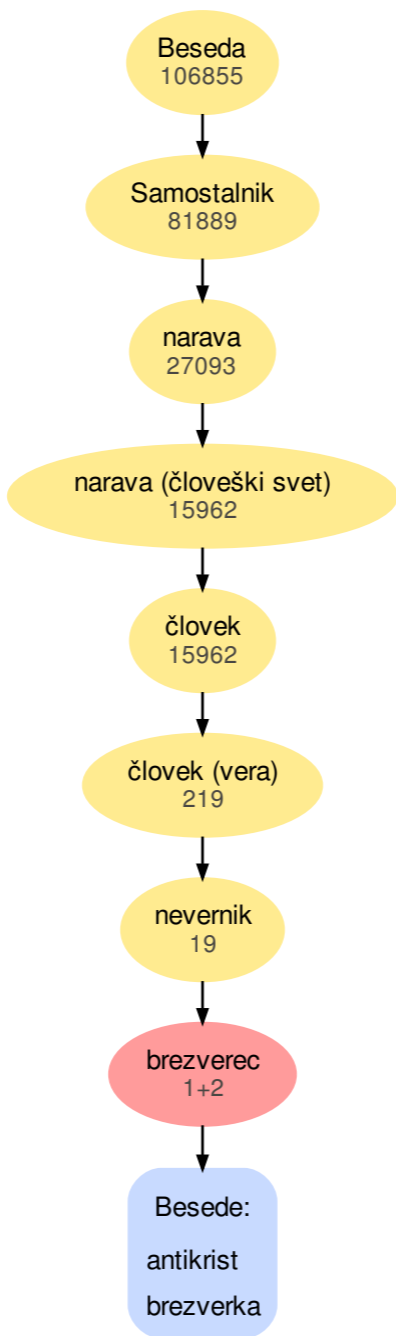 Beseda
106855
Samostalnik
81889
narava
27093
narava (človeški svet)
15962
človek
15962
človek (vera)
219
nevernik
19
brezverec
1+2
Besede:
antikrist
brezverka